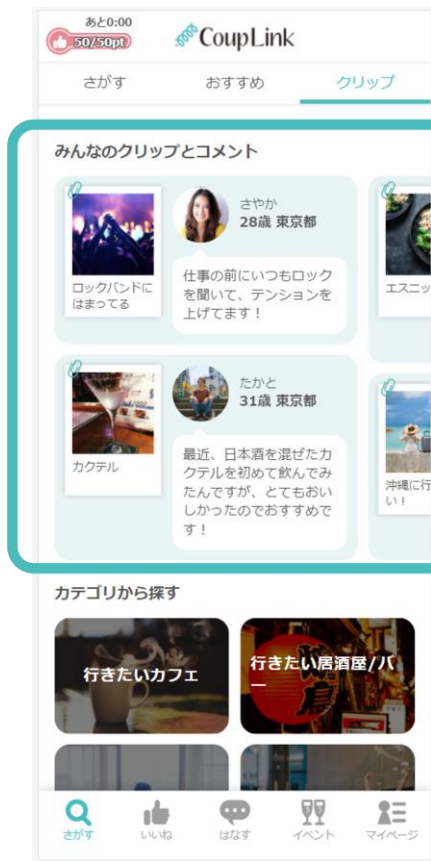 あと0:00
50/50pt
CoupLink
さがす
おすすめ
クリップ
みんなのクリップとコメント
さやか
28歳 東京都
ロックバンドに
はまってる
仕事の前にいつもロック
を聞いて、テンションを
上げてます！
エスニッ
たかと
31歳 東京都
カクテル
最近、日本酒を混ぜたカ
クテルを初めて飲んでみ
たんですが、とてもおい
しかったのでおすすめで
す！
沖縄に行
い！
カテゴリから探す
行きたいカフェ
行きたい居酒屋/バ
ー
さがす
いいね
はなす
イベント
マイページ